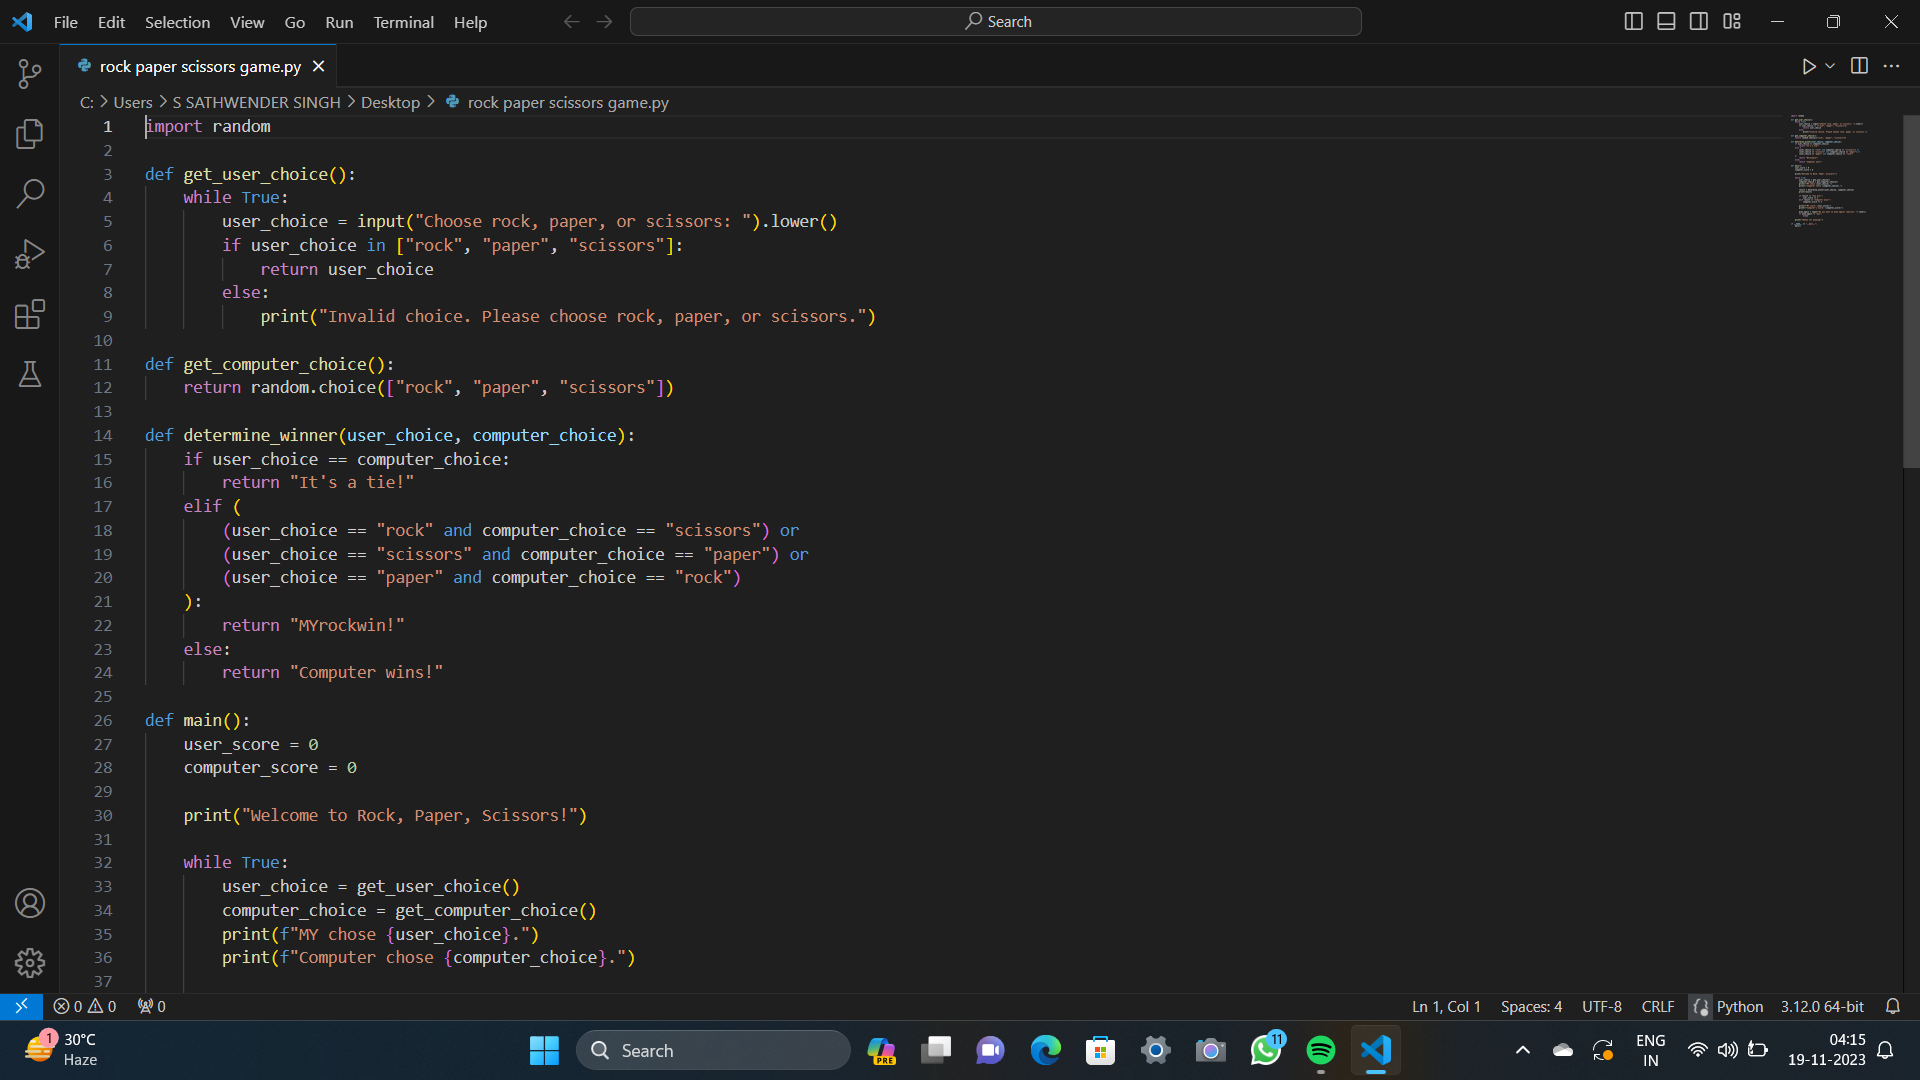 File Edit Selection View Go Run Terminal Help
Search
rock paper scissors game.py
C: > Users > S SATHWENDER SINGH > Desktop > rock paper scissors game.py
1 import random
2
3 def get_user_choice():
4     while True:
5         user_choice = input("Choose rock, paper, or scissors: ").lower()
6         if user_choice in ["rock", "paper", "scissors"]:
7             return user_choice
8         else:
9             print("Invalid choice. Please choose rock, paper, or scissors.")
10
11 def get_computer_choice():
12     return random.choice(["rock", "paper", "scissors"])
13
14 def determine_winner(user_choice, computer_choice):
15     if user_choice == computer_choice:
16         return "It's a tie!"
17     elif (
18         (user_choice == "rock" and computer_choice == "scissors") or
19         (user_choice == "scissors" and computer_choice == "paper") or
20         (user_choice == "paper" and computer_choice == "rock")
21     ):
22         return "MYrockwin!"
23     else:
24         return "Computer wins!"
25
26 def main():
27     user_score = 0
28     computer_score = 0
29
30     print("Welcome to Rock, Paper, Scissors!")
31
32     while True:
33         user_choice = get_user_choice()
34         computer_choice = get_computer_choice()
35         print(f"MY chose {user_choice}.")
36         print(f"Computer chose {computer_choice}.")
37
0 0 0 Ln 1, Col 1 Spaces: 4 UTF-8 CRLF Python 3.12.0 64-bit
1 30°C
Haze
Search
PRE
11
ENG
IN
04:15
19-11-2023